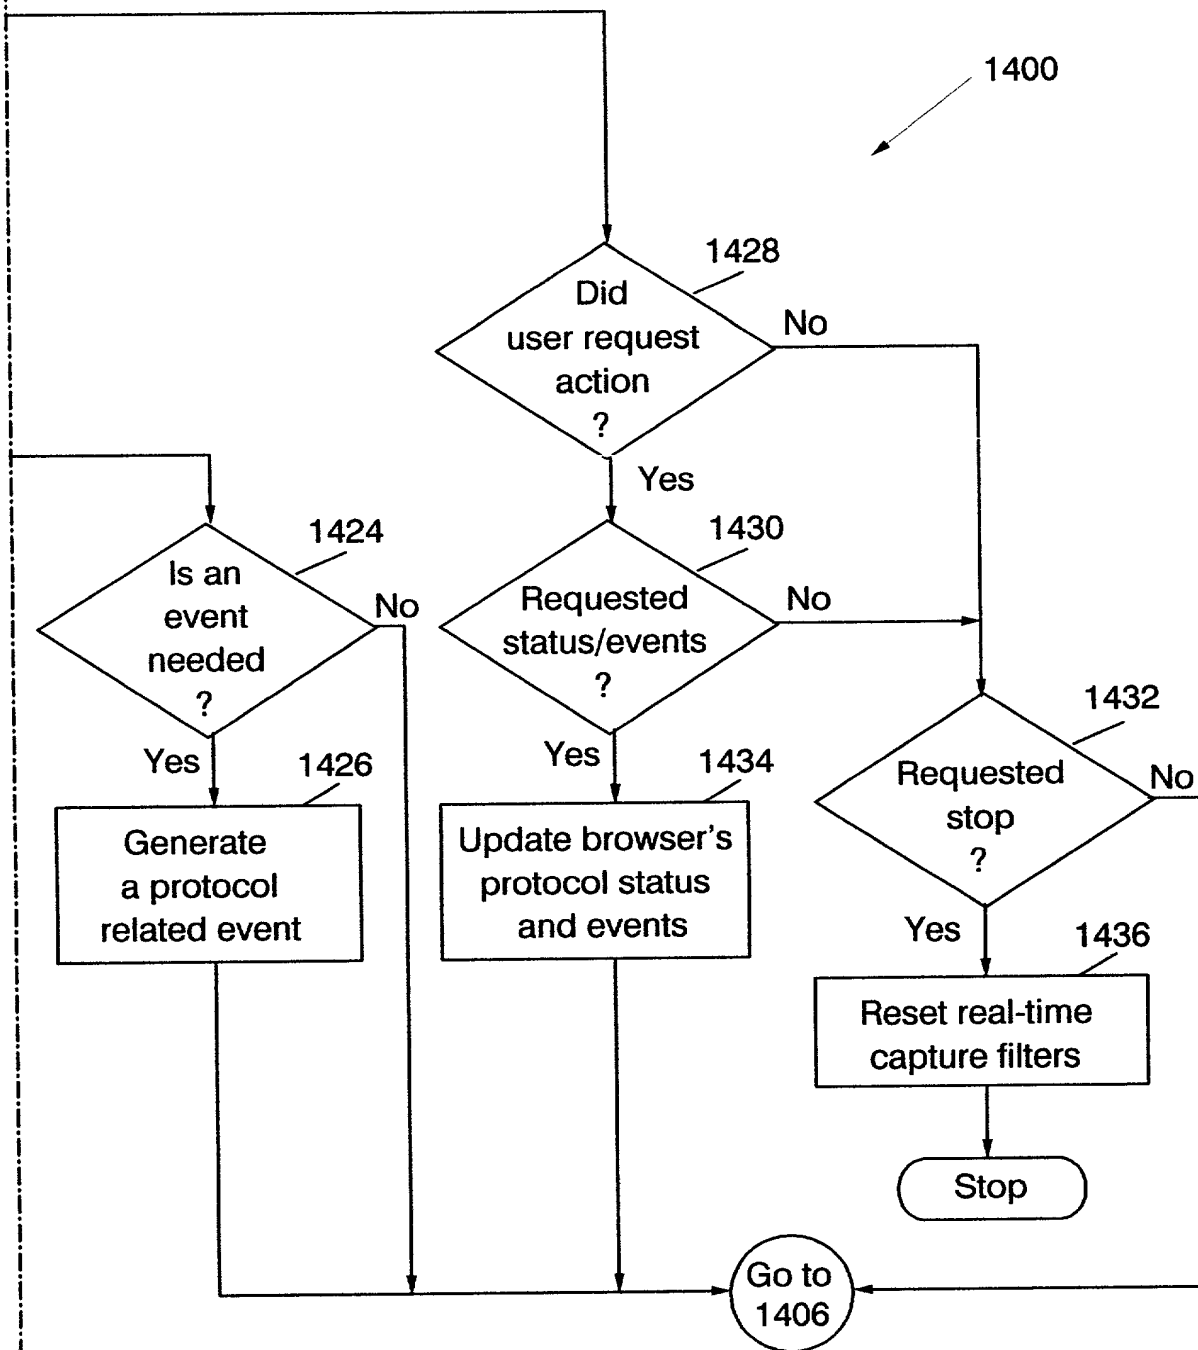 1400
1428
Did
user request
action
?
No
Yes
1424
Is an
event
needed
?
No
Yes
1430
Requested
status/events
?
No
Yes
1432
Requested
stop
?
No
Yes
1426
Generate
a protocol
related event
1434
Update browser's
protocol status
and events
1436
Reset real-time
capture filters
Stop
Go to
1406